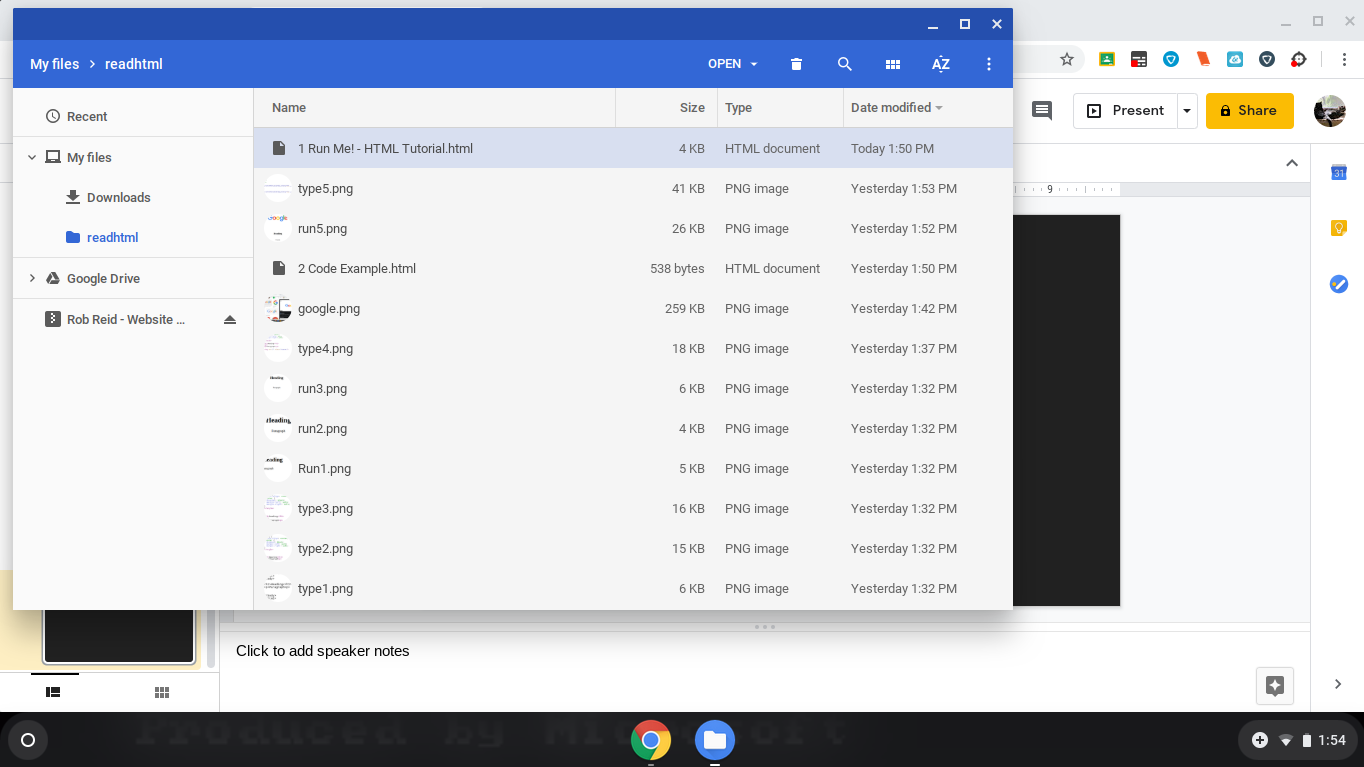 My files > readhtml OPEN AZ
Recent
My files
Downloads
readhtml
Google Drive
Rob Reid - Website ...
Name Size Type Date modified
1 Run Me! - HTML Tutorial.html 4 KB HTML document Today 1:50 PM
type5.png 41 KB PNG image Yesterday 1:53 PM
run5.png 26 KB PNG image Yesterday 1:52 PM
2 Code Example.html 538 bytes HTML document Yesterday 1:50 PM
google.png 259 KB PNG image Yesterday 1:42 PM
type4.png 18 KB PNG image Yesterday 1:37 PM
run3.png 6 KB PNG image Yesterday 1:32 PM
run2.png 4 KB PNG image Yesterday 1:32 PM
Run1.png 5 KB PNG image Yesterday 1:32 PM
type3.png 16 KB PNG image Yesterday 1:32 PM
type2.png 15 KB PNG image Yesterday 1:32 PM
type1.png 6 KB PNG image Yesterday 1:32 PM
Present Share
9
31
Click to add speaker notes
Produced by Microsoft
1:54